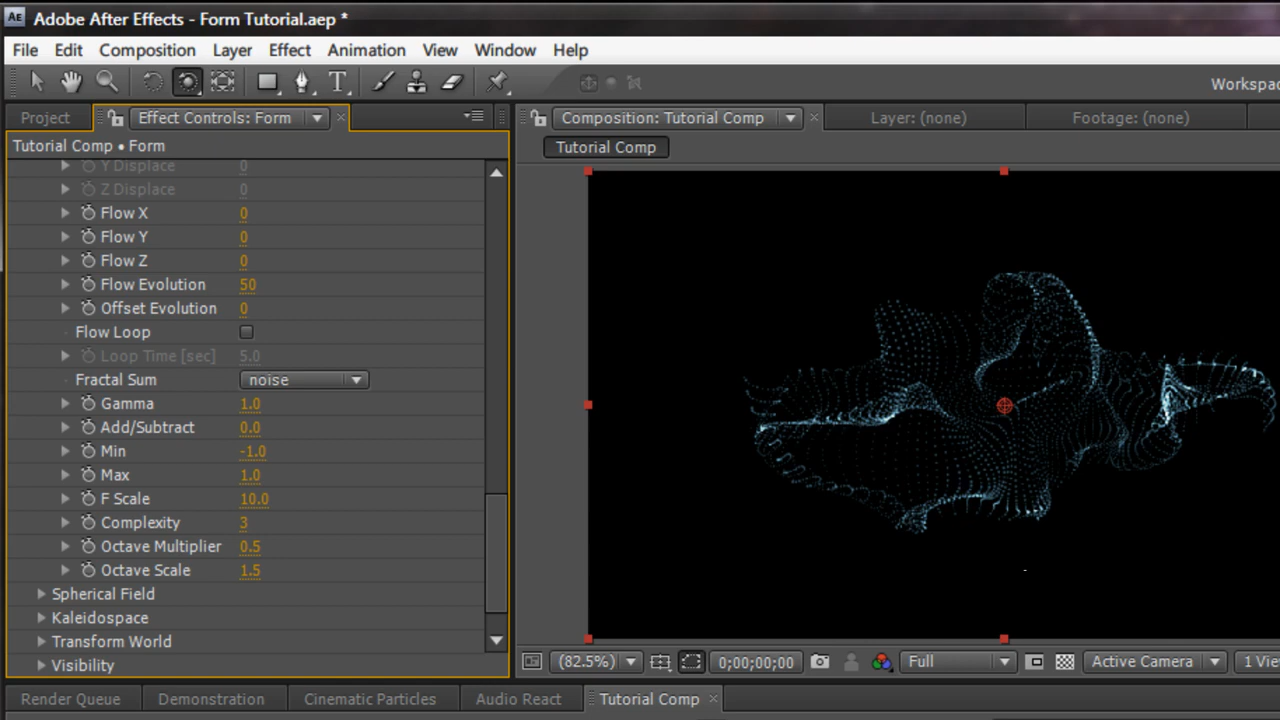 AE Adobe After Effects - Form Tutorial.aep *
File Edit Composition Layer Effect Animation View Window Help
T Workspac
Project Effect Controls: Form × Composition: Tutorial Comp × Layer: (none) Footage: (none)
Tutorial Comp • Form
Tutorial Comp
Y Displace 0
Z Displace 0
Flow X 0
Flow Y 0
Flow Z 0
Flow Evolution 50
Offset Evolution 0
Flow Loop
Loop Time [sec] 5.0
Fractal Sum noise
Gamma 1.0
Add/Subtract 0.0
Min -1.0
Max 1.0
F Scale 10.0
Complexity 3
Octave Multiplier 0.5
Octave Scale 1.5
Spherical Field
Kaleidospace
Transform World
Visibility
(82.5%) 0;00;00;00 Full Active Camera 1 Vie
Render Queue Demonstration Cinematic Particles Audio React Tutorial Comp ×